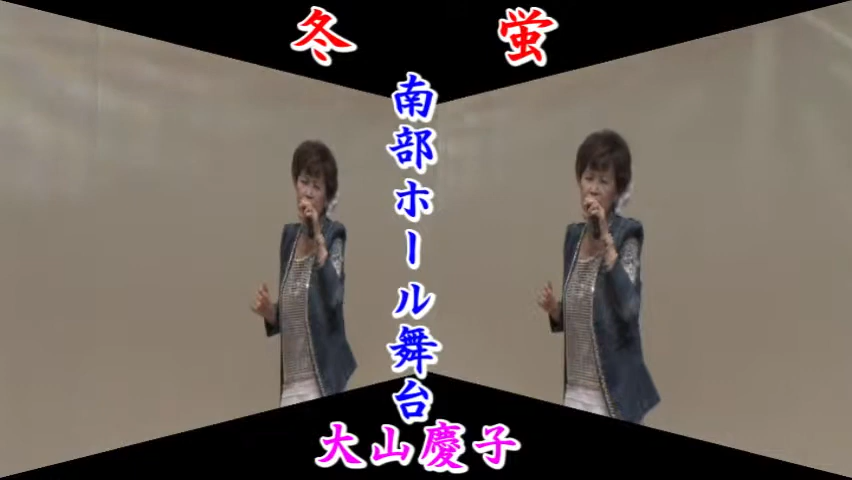 冬 蛍
南部ホール舞台
大山慶子